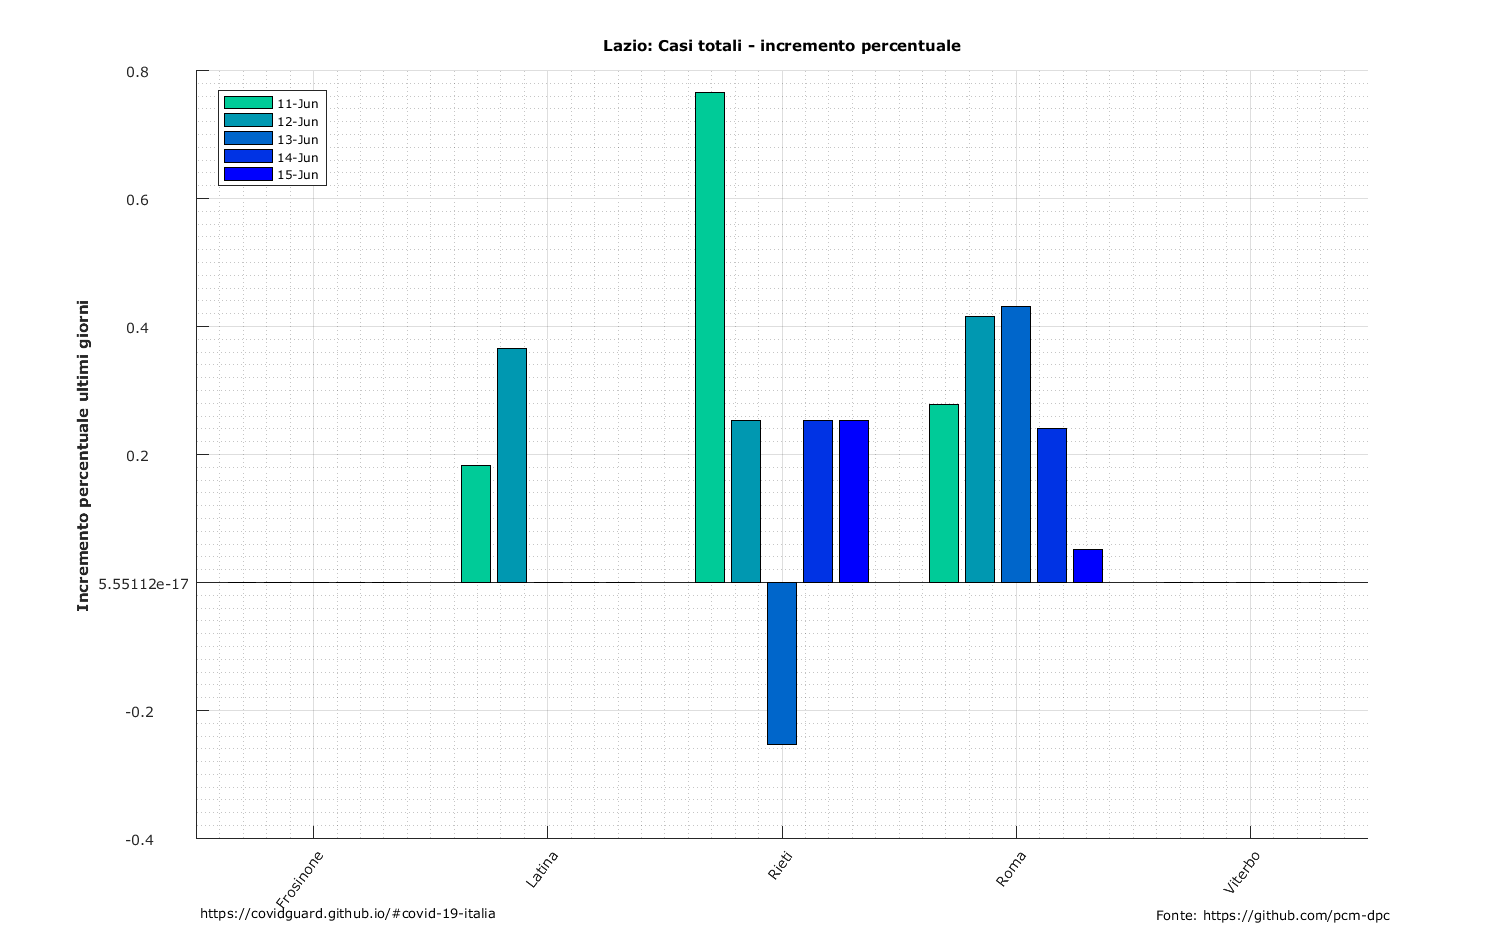 Lazio: Casi totali - incremento percentuale
0.8
0.6
0.4
0.2
5.55112e-17
-0.2
-0.4
Incremento percentuale ultimi giorni
11-Jun
12-Jun
13-Jun
14-Jun
15-Jun
Frosinone
Latina
Rieti
Roma
Viterbo
https://covidguard.github.io/#covid-19-italia
Fonte: https://github.com/pcm-dpc